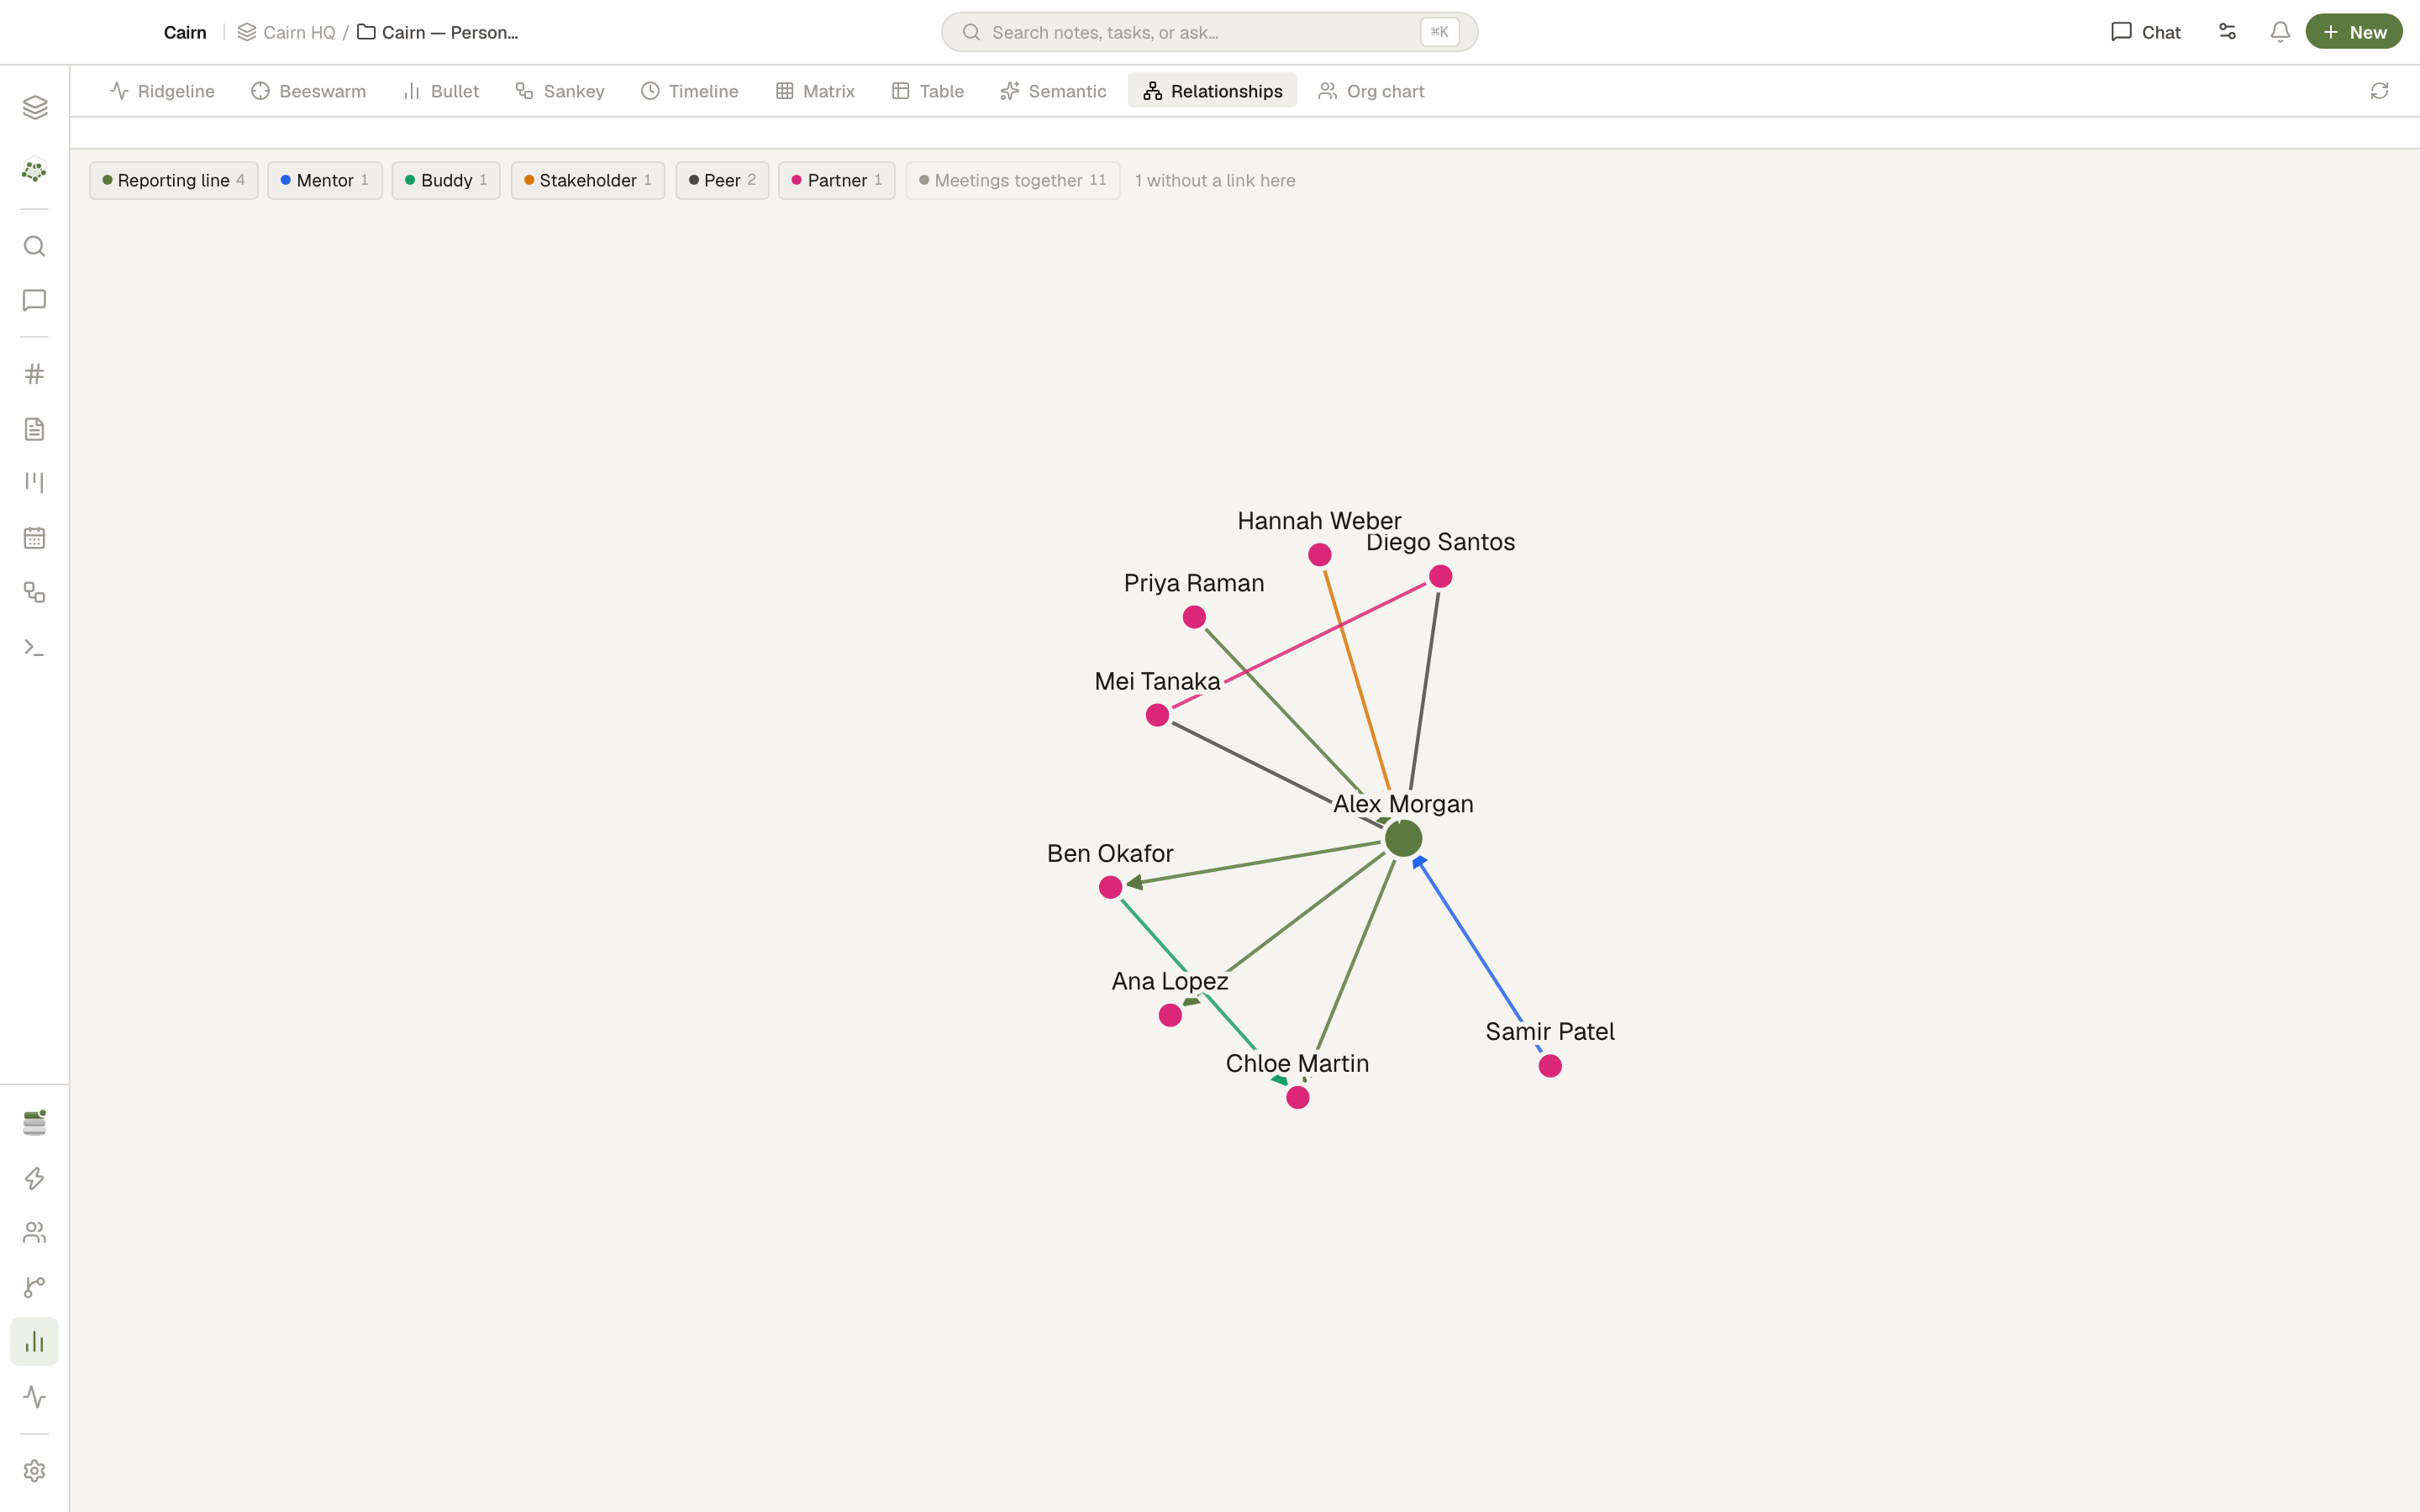 Cairn
Cairn HQ / Cairn — Person...
Search notes, tasks, or ask...
⌘K
Chat
New
Ridgeline
Beeswarm
Bullet
Sankey
Timeline
Matrix
Table
Semantic
Relationships
Org chart
Reporting line 4
Mentor 1
Buddy 1
Stakeholder 1
Peer 2
Partner 1
Meetings together 11
1 without a link here
Hannah Weber
Diego Santos
Priya Raman
Mei Tanaka
Alex Morgan
Ben Okafor
Ana Lopez
Samir Patel
Chloe Martin